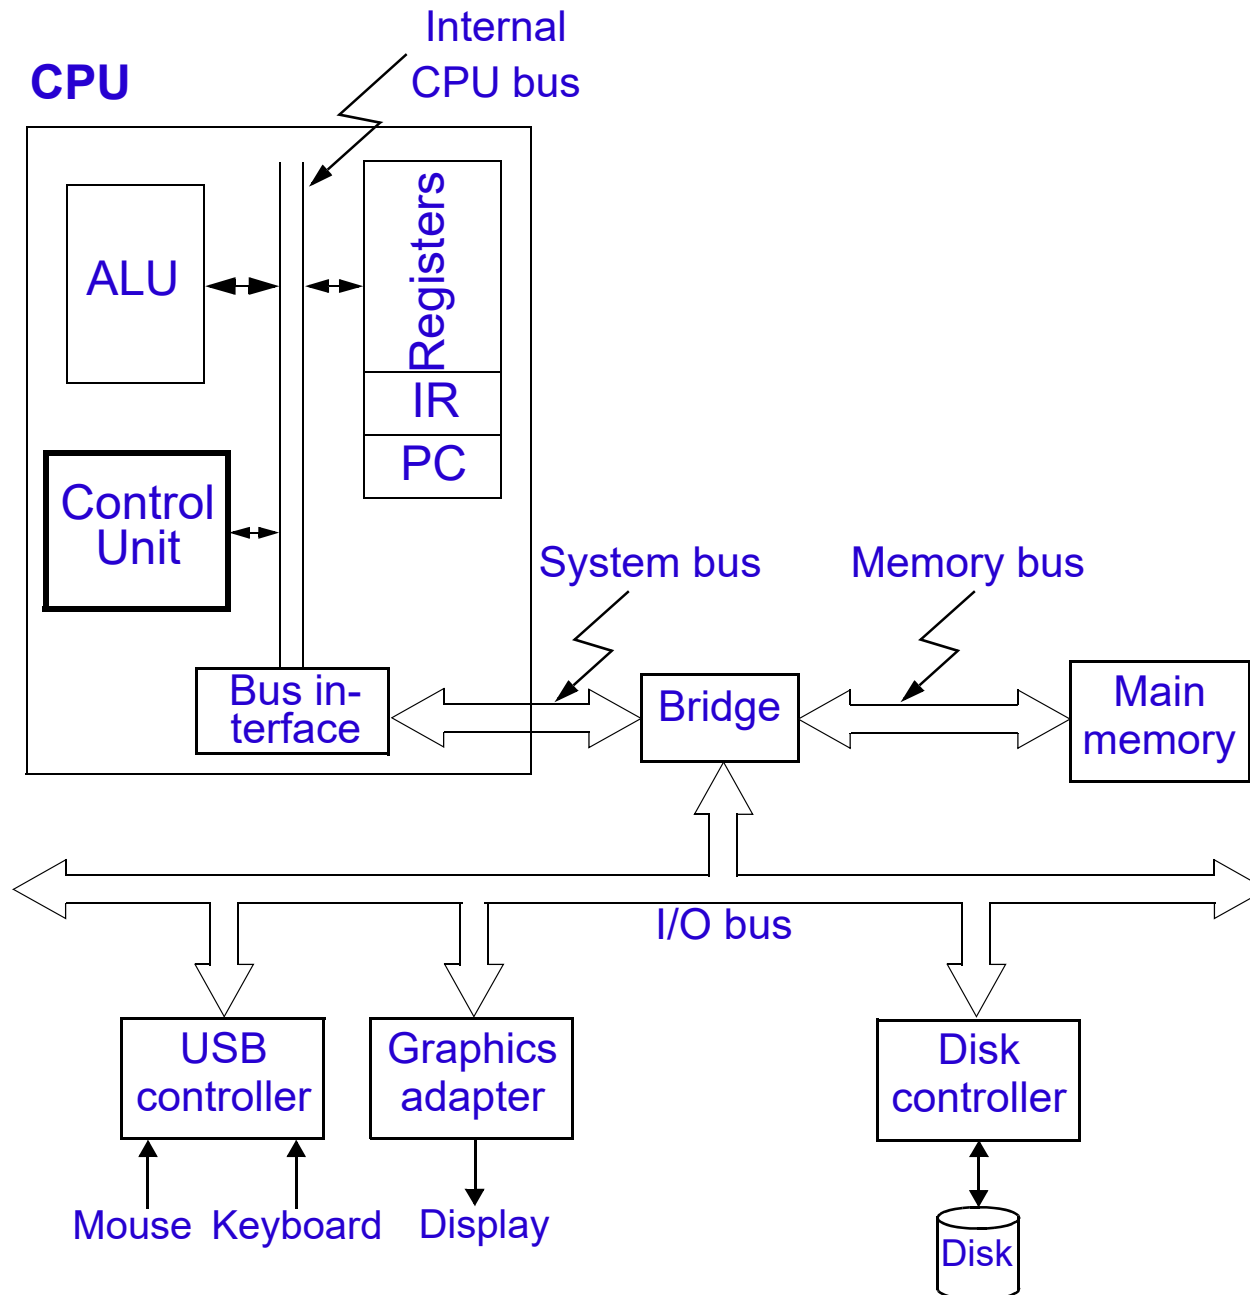 Internal
CPU bus
CPU
ALU
Registers
IR
PC
Control
Unit
System bus
Memory bus
Bus in-
terface
Bridge
Main
memory
I/O bus
USB
controller
Graphics
adapter
Disk
controller
Mouse
Keyboard
Display
Disk